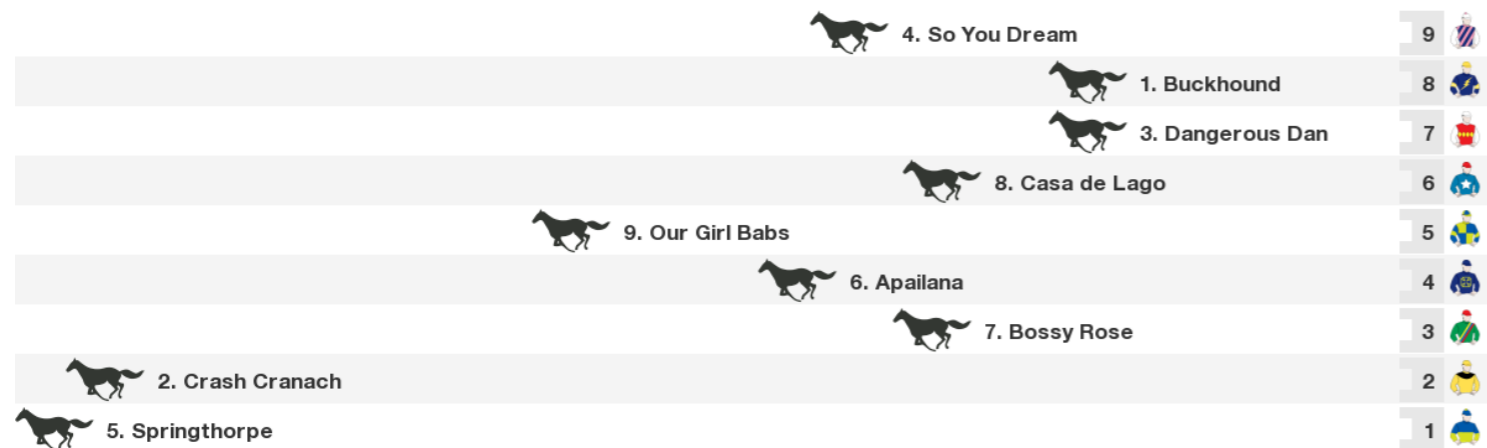 4. So You Dream 9
1. Buckhound 8
3. Dangerous Dan 7
8. Casa de Lago 6
9. Our Girl Babs 5
6. Apailana 4
7. Bossy Rose 3
2. Crash Cranach 2
5. Springthorpe 1